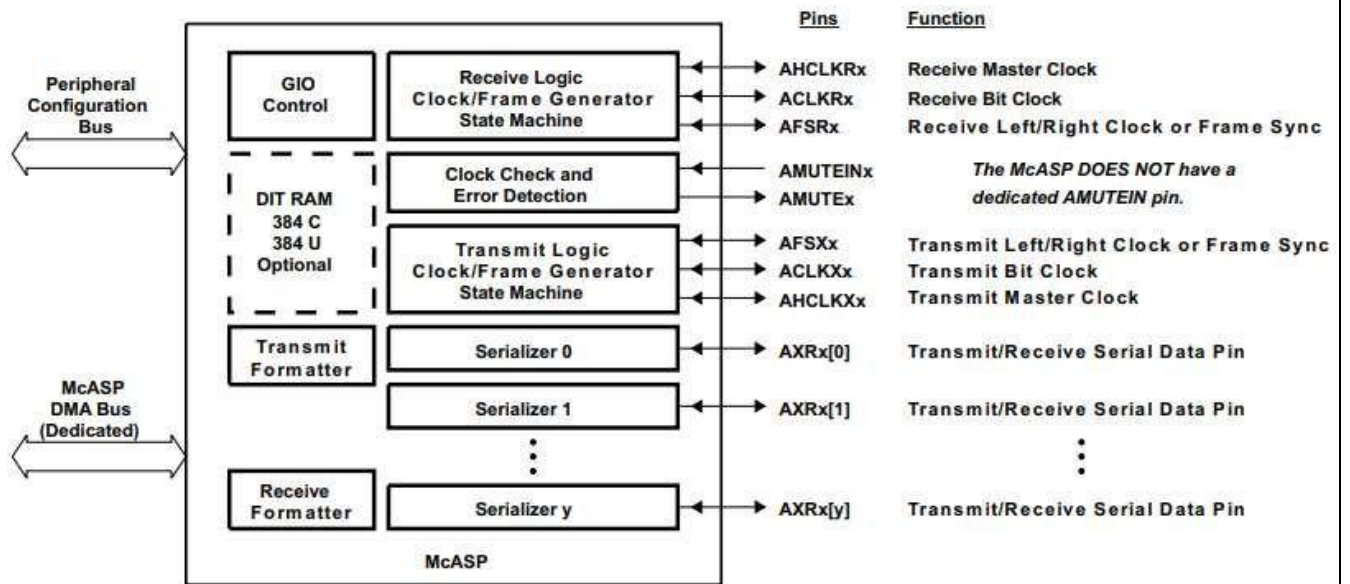 Pins Function
Peripheral
Configuration
Bus
GIO
Control
Receive Logic
Clock/Frame Generator
State Machine
AHCLKRx Receive Master Clock
ACLKRx Receive Bit Clock
AFSRx Receive Left/Right Clock or Frame Sync
DIT RAM
384 C
384 U
Optional
Clock Check and
Error Detection
AMUTEINx
AMUTEx
The McASP DOES NOT have a
dedicated AMUTEIN pin.
Transmit Logic
Clock/Frame Generator
State Machine
AFSXx Transmit Left/Right Clock or Frame Sync
ACLKXx Transmit Bit Clock
AHCLKXx Transmit Master Clock
Transmit
Formatter
Serializer 0
AXRx[0] Transmit/Receive Serial Data Pin
McASP
DMA Bus
(Dedicated)
Serializer 1
AXRx[1] Transmit/Receive Serial Data Pin
Receive
Formatter
Serializer y
AXRx[y] Transmit/Receive Serial Data Pin
McASP